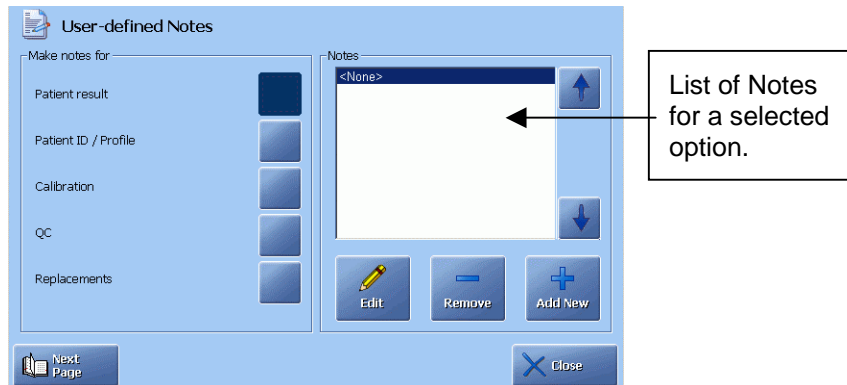 User-defined Notes
Make notes for
Patient result
Patient ID / Profile
Calibration
QC
Replacements
Notes
<None>
Edit
Remove
Add New
Next
Page
Close
List of Notes
for a selected
option.